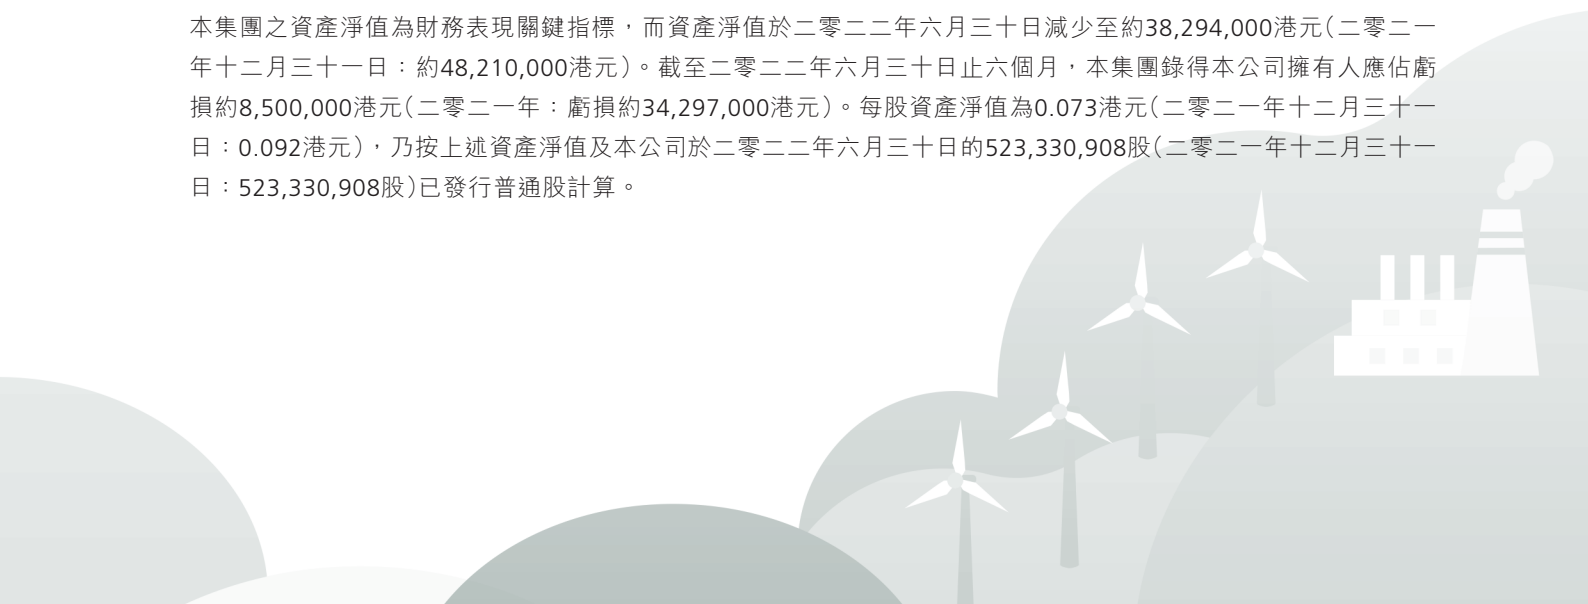 本集團之資產淨值為財務表現關鍵指標，而資產淨值於二零二二年六月三十日減少至約38,294,000港元（二零二一
年十二月三十一日：約48,210,000港元）。截至二零二二年六月三十日止六個月，本集團錄得本公司擁有人應佔虧
損約8,500,000港元（二零二一年：虧損約34,297,000港元）。每股資產淨值為0.073港元（二零二一年十二月三十一
日：0.092港元），乃按上述資產淨值及本公司於二零二二年六月三十日的523,330,908股（二零二一年十二月三十一
日：523,330,908股）已發行普通股計算。